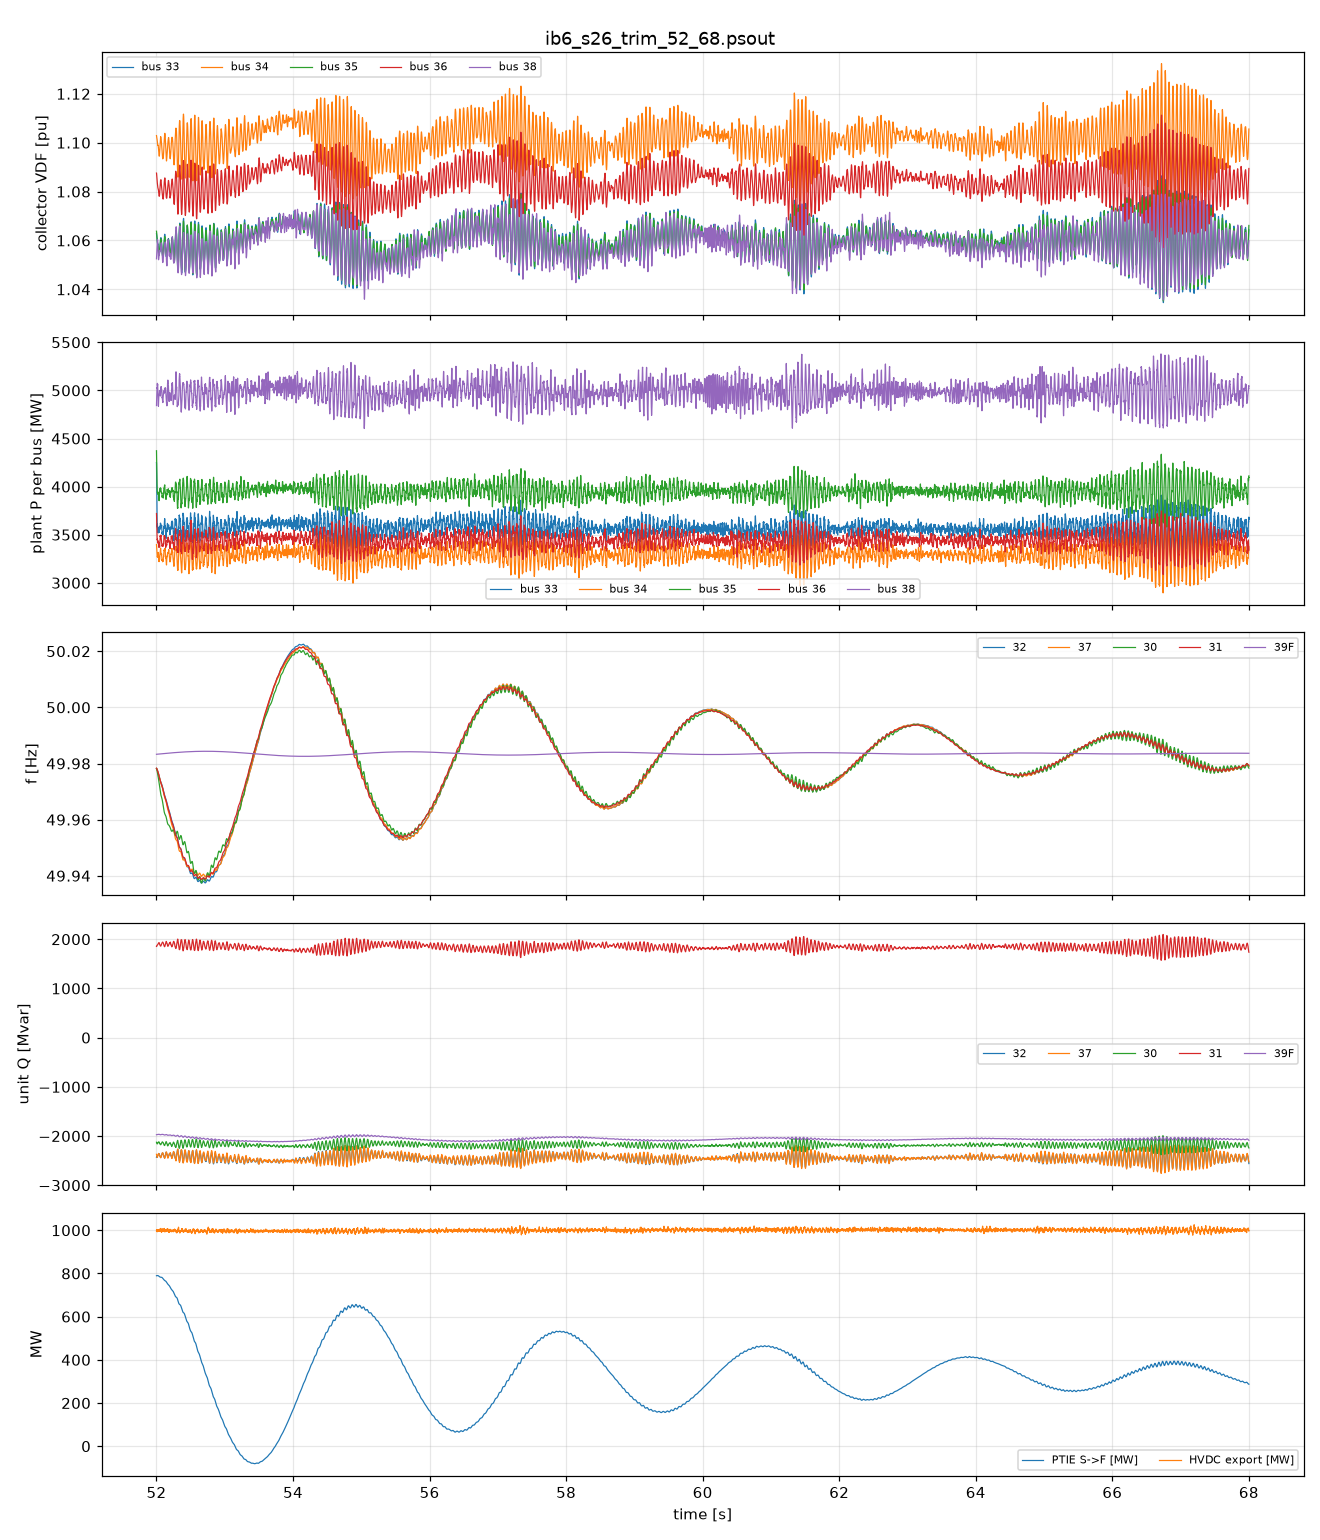 ib6_s26_trim_52_68.psout
bus 33 bus 34 bus 35 bus 36 bus 38
collector VDF [pu]
1.12
1.10
1.08
1.06
1.04
plant P per bus [MW]
5500
5000
4500
4000
3500
3000
bus 33 bus 34 bus 35 bus 36 bus 38
f [Hz]
50.02
50.00
49.98
49.96
49.94
32 37 30 31 39F
unit Q [Mvar]
2000
1000
0
−1000
−2000
−3000
32 37 30 31 39F
MW
1000
800
600
400
200
0
PTIE S->F [MW] HVDC export [MW]
52 54 56 58 60 62 64 66 68
time [s]